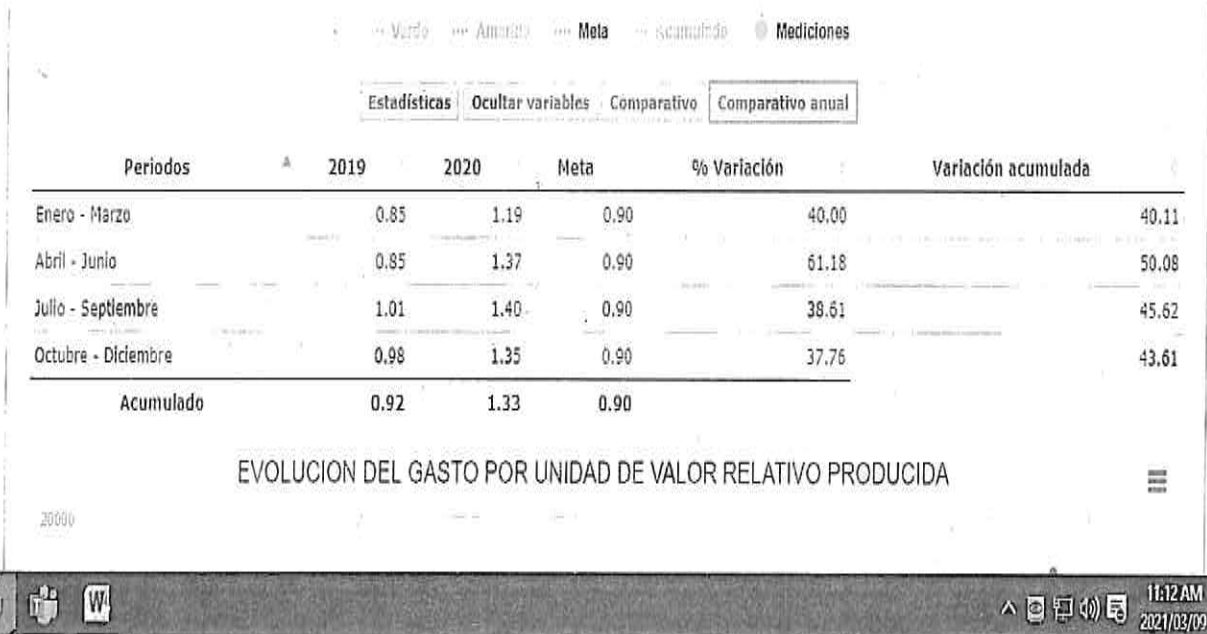 Verde Amarillo Meta Acumulado Mediciones
Estadísticas Ocultar variables Comparativo Comparativo anual
Periodos 2019 2020 Meta % Variación Variación acumulada
Enero - Marzo 0.85 1.19 0.90 40.00 40.11
Abril - Junio 0.85 1.37 0.90 61.18 50.08
Julio - Septiembre 1.01 1.40 0.90 38.61 45.62
Octubre - Diciembre 0.98 1.35 0.90 37.76 43.61
Acumulado 0.92 1.33 0.90
EVOLUCION DEL GASTO POR UNIDAD DE VALOR RELATIVO PRODUCIDA
20000
W
11:12 AM
2021/03/09